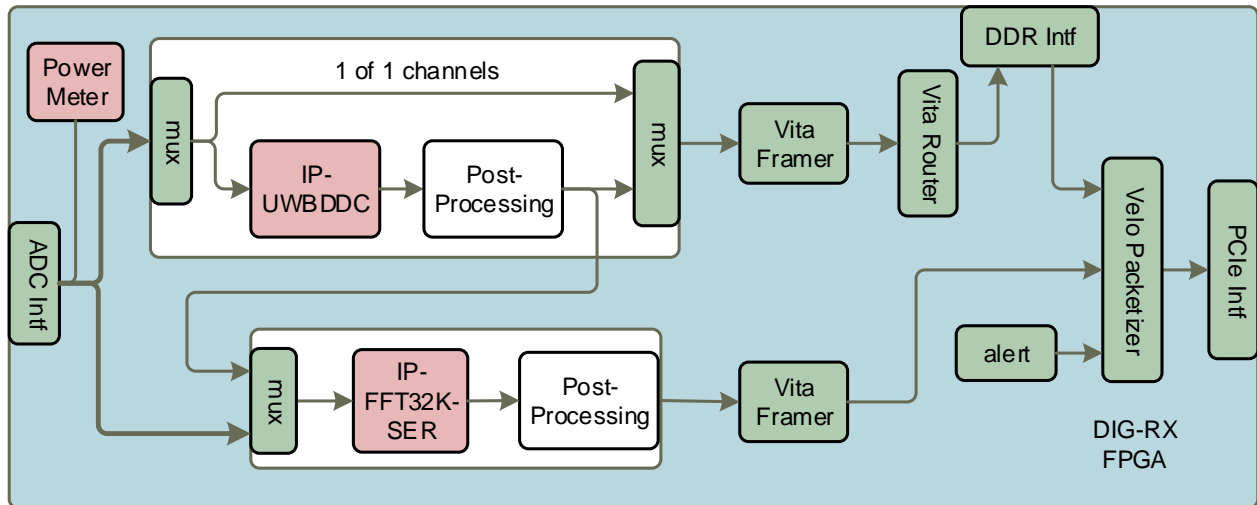 DDR Intf
Power
Meter
1 of 1 channels
mux
mux
IP-
UWBDDC
Post-
Processing
Vita
Framer
Vita Router
ADC Intf
Velo Packetizer
PCIe Intf
mux
IP-
FFT32K-
SER
Post-
Processing
Vita
Framer
alert
DIG-RX
FPGA